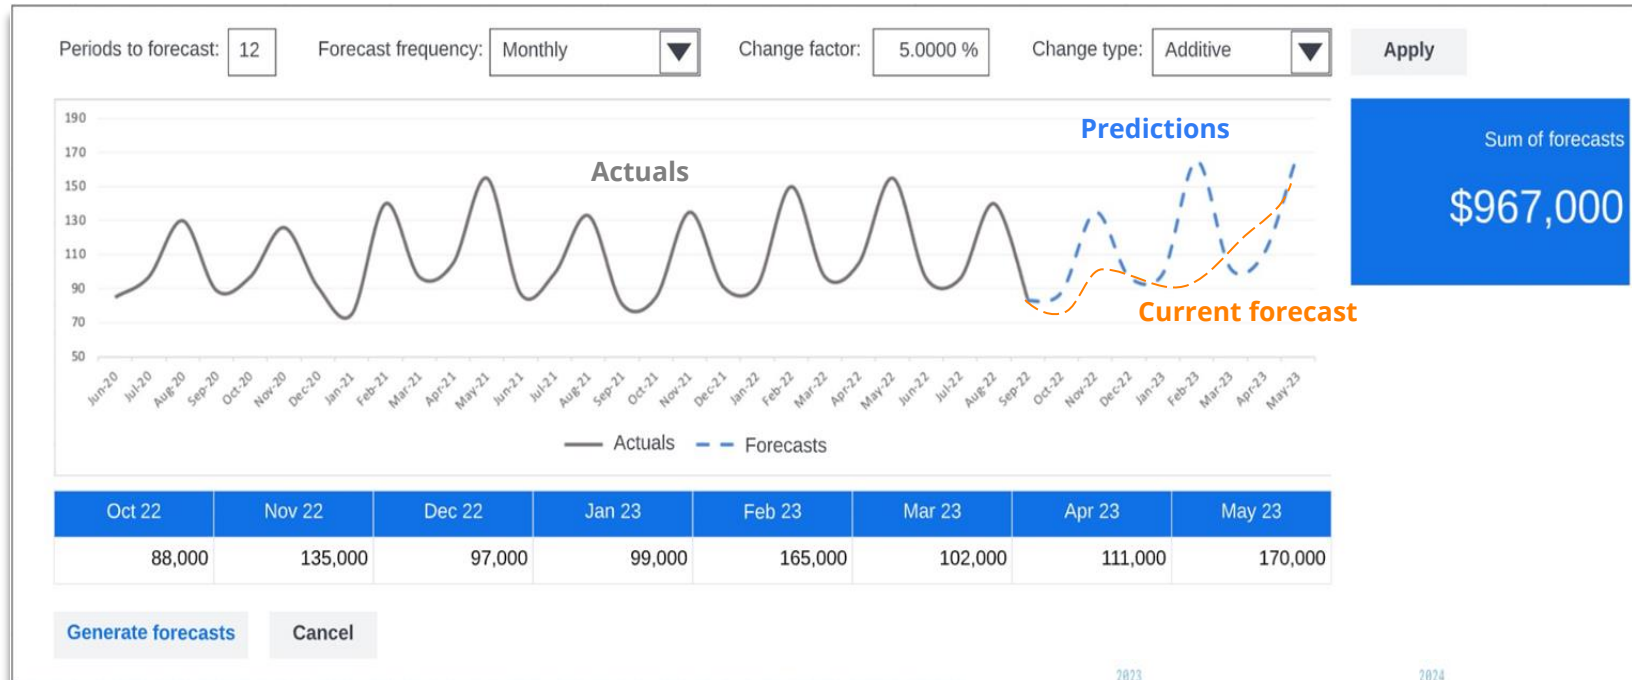 Periods to forecast: 12 Forecast frequency: Monthly Change factor: 5.0000 % Change type: Additive Apply
190
170
150
130
110
90
70
50
Actuals
Predictions
Current forecast
Sum of forecasts
$967,000
Jun-20 Jul-20 Aug-20 Sep-20 Oct-20 Nov-20 Dec-20 Jan-21 Feb-21 Mar-21 Apr-21 May-21 Jun-21 Jul-21 Aug-21 Sep-21 Oct-21 Nov-21 Dec-21 Jan-22 Feb-22 Mar-22 Apr-22 May-22 Jun-22 Jul-22 Aug-22 Sep-22 Oct-22 Nov-22 Dec-22 Jan-23 Feb-23 Mar-23 Apr-23 May-23
Actuals Forecasts
Oct 22 Nov 22 Dec 22 Jan 23 Feb 23 Mar 23 Apr 23 May 23
88,000 135,000 97,000 99,000 165,000 102,000 111,000 170,000
Generate forecasts Cancel
2023 2024